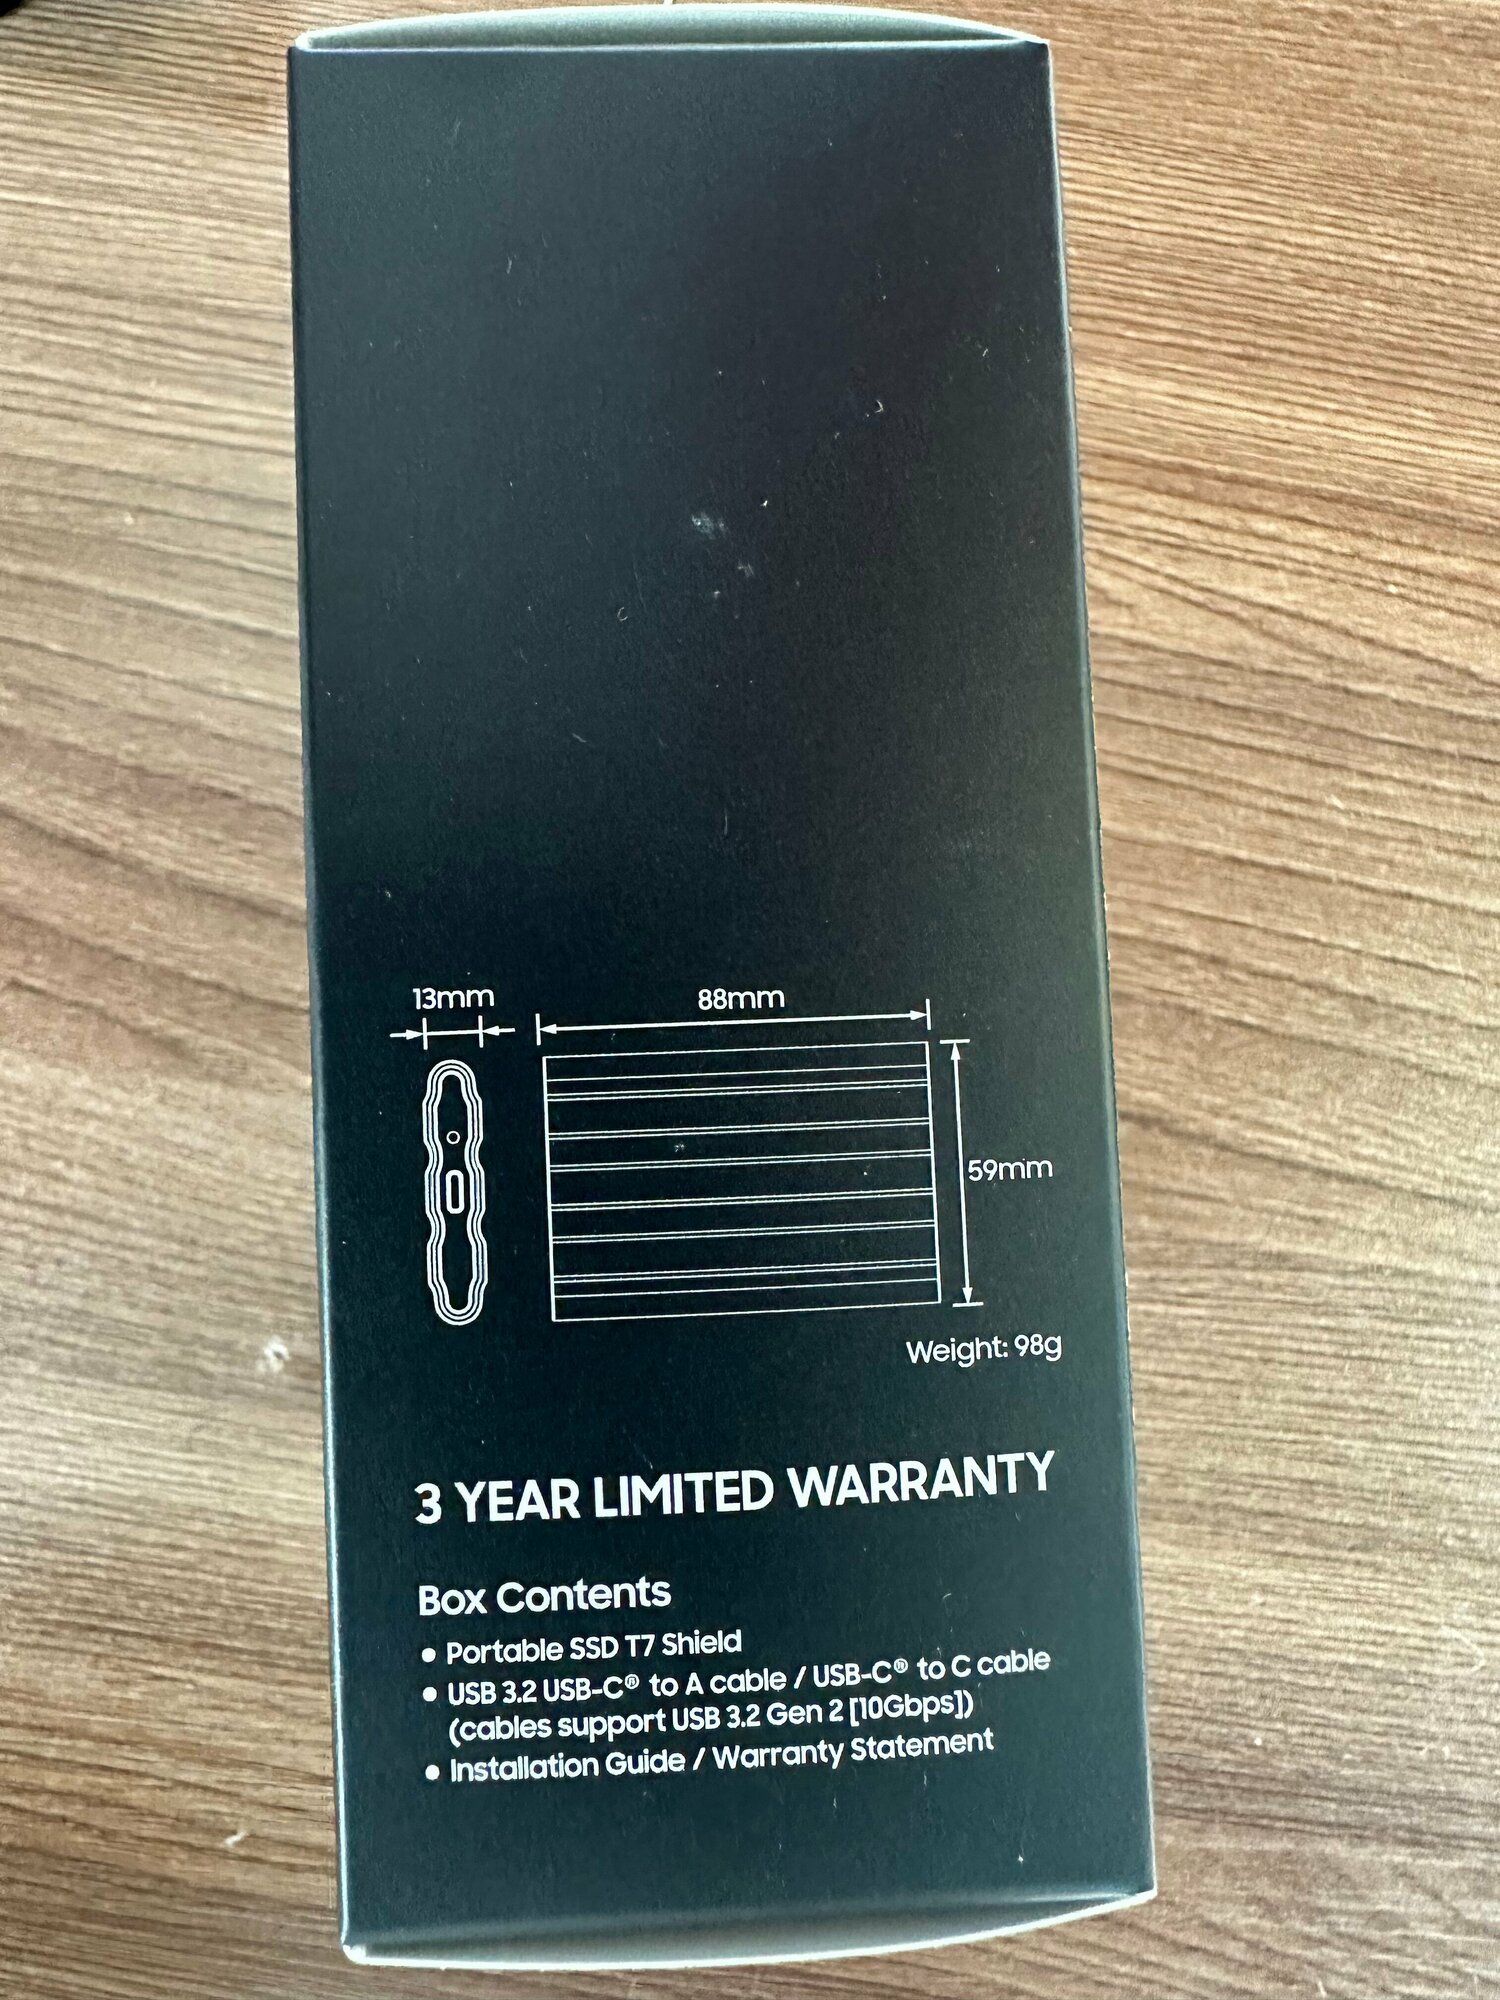 13mm
88mm
59mm
Weight: 98g
3 YEAR LIMITED WARRANTY
Box Contents
• Portable SSD T7 Shield
• USB 3.2 USB-C® to A cable / USB-C® to C cable
(cables support USB 3.2 Gen 2 [10Gbps])
• Installation Guide / Warranty Statement